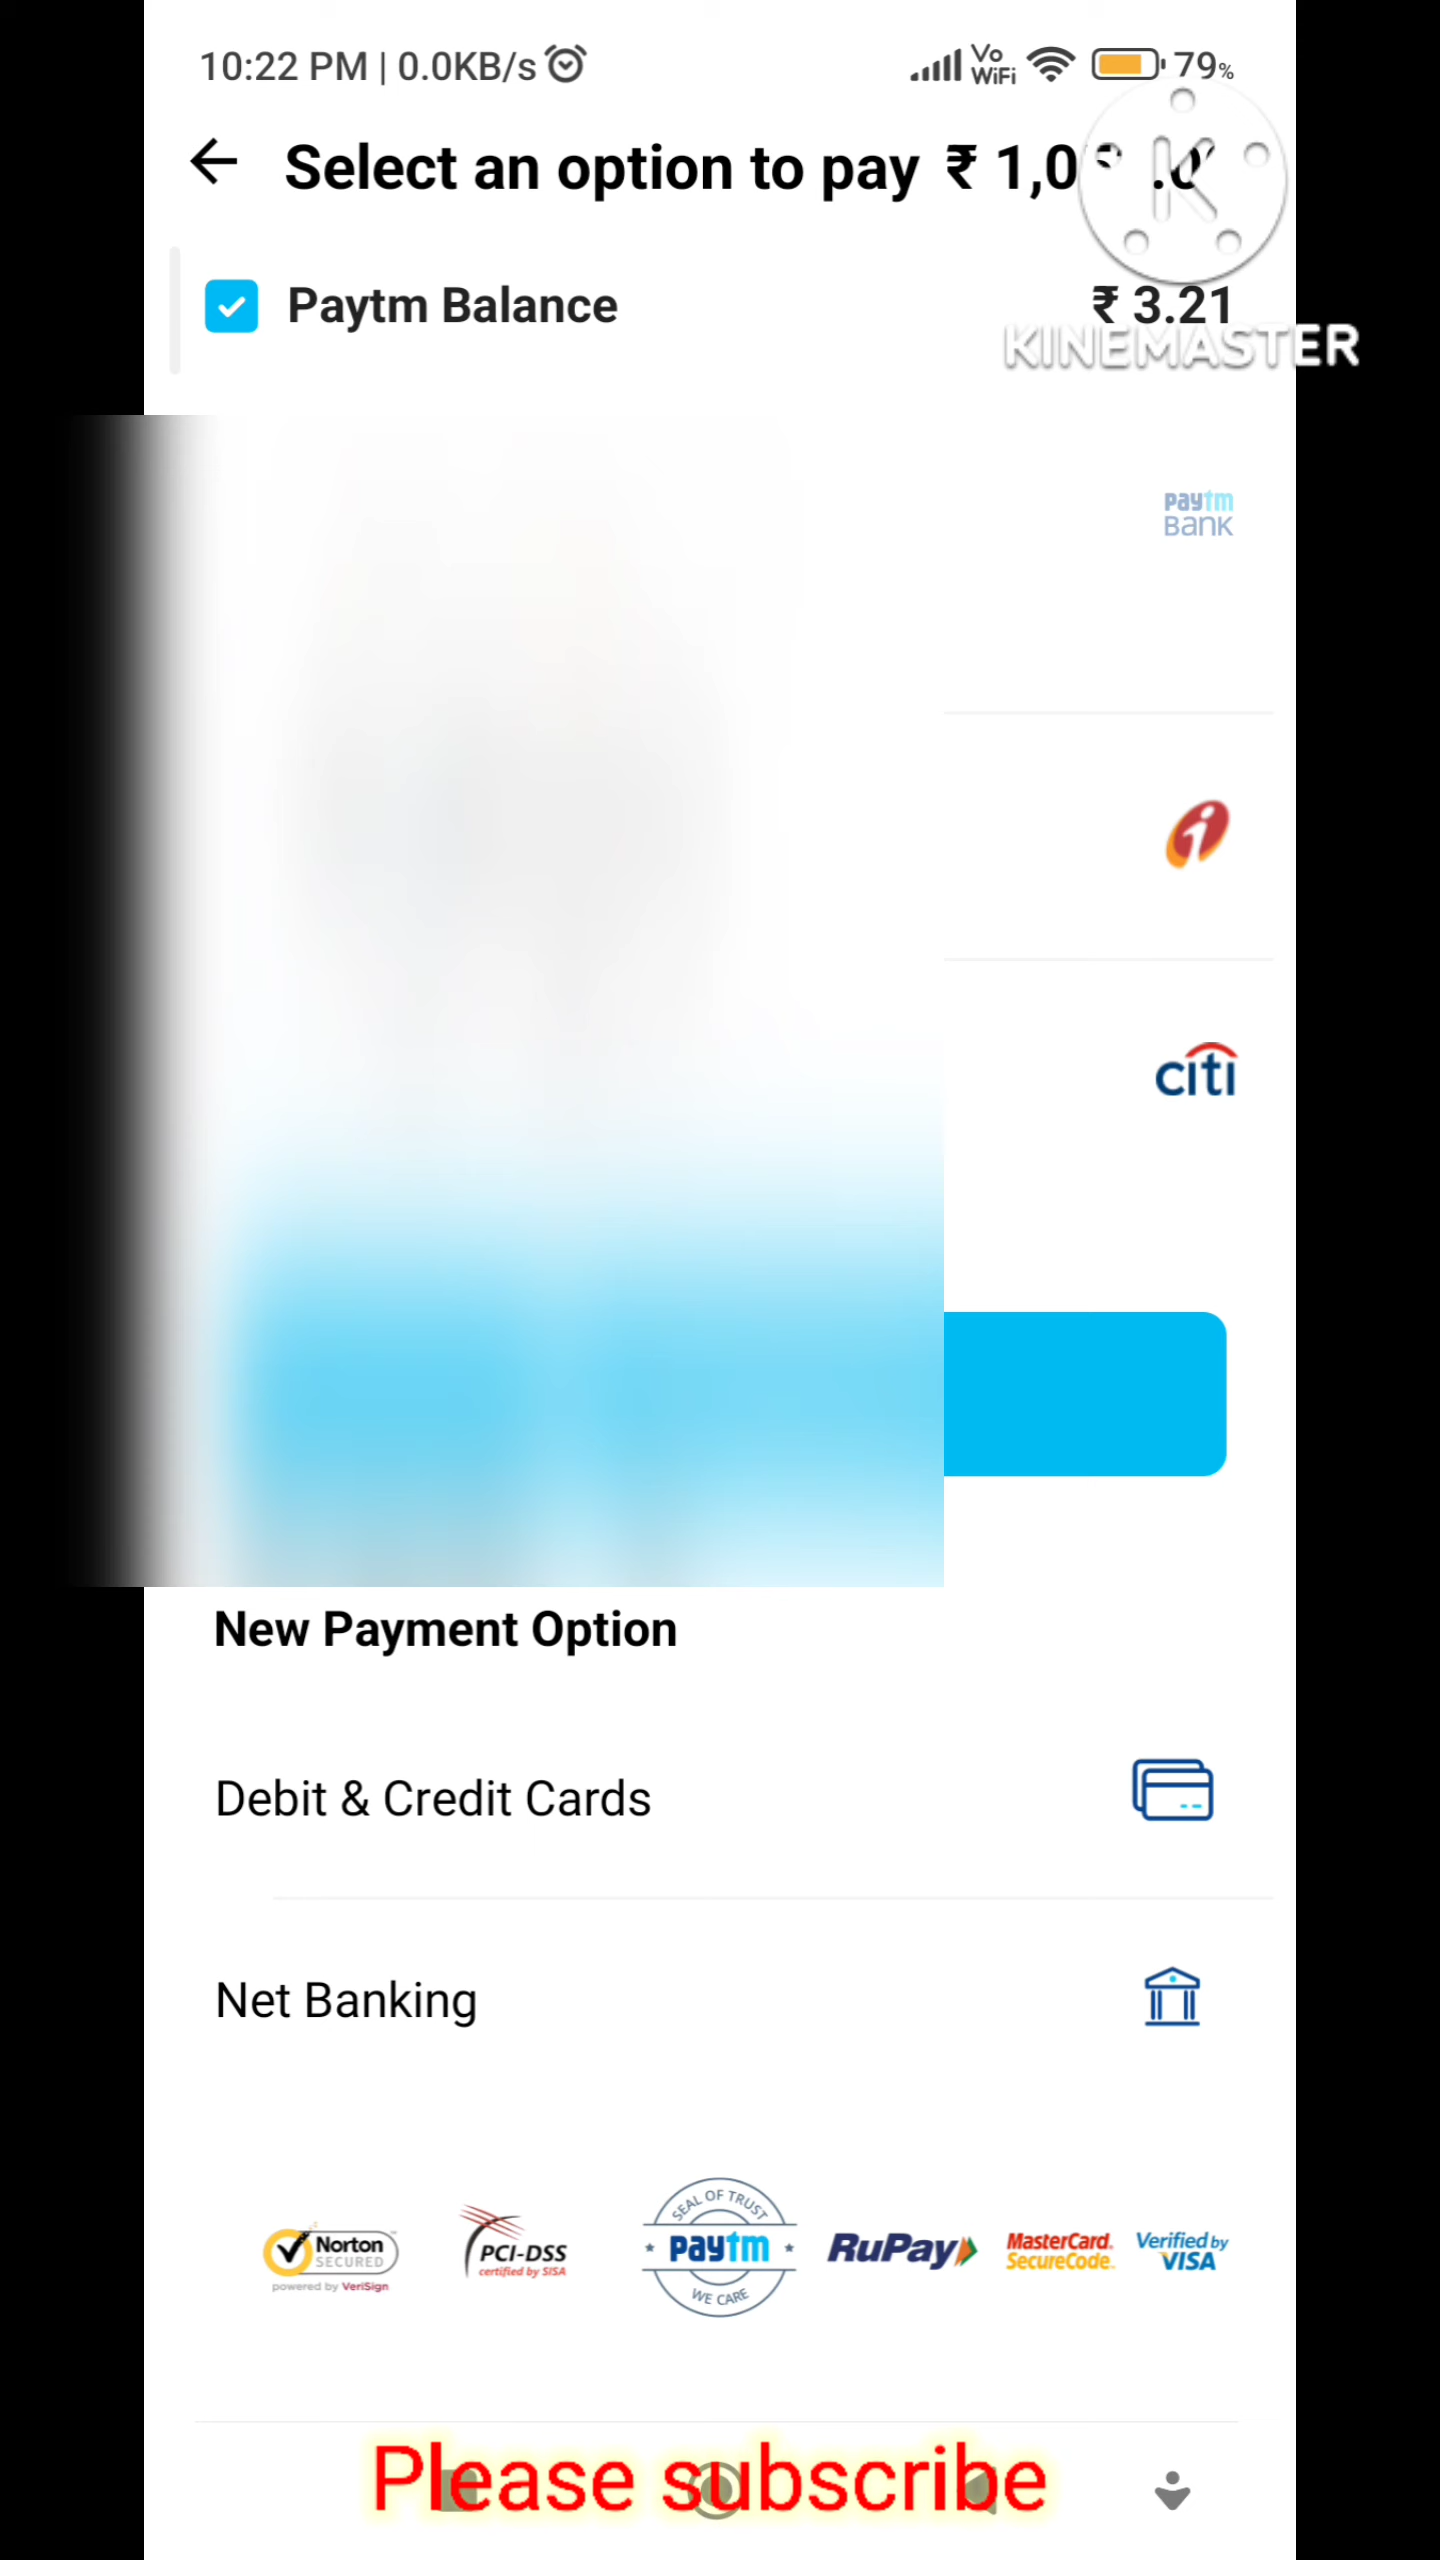 10:22 PM | 0.0KB/s
Vo
WiFi
79%
Select an option to pay ₹
KINEMASTER
Paytm Balance
₹ 3.21
paytm
BANK
citi
New Payment Option
Debit & Credit Cards
Net Banking
Norton
SECURED
powered by VeriSign
PCI-DSS
certified by SISA
SEAL OF TRUST
paytm
WE CARE
RuPay
MasterCard.
SecureCode.
Verified by
VISA
Please subscribe